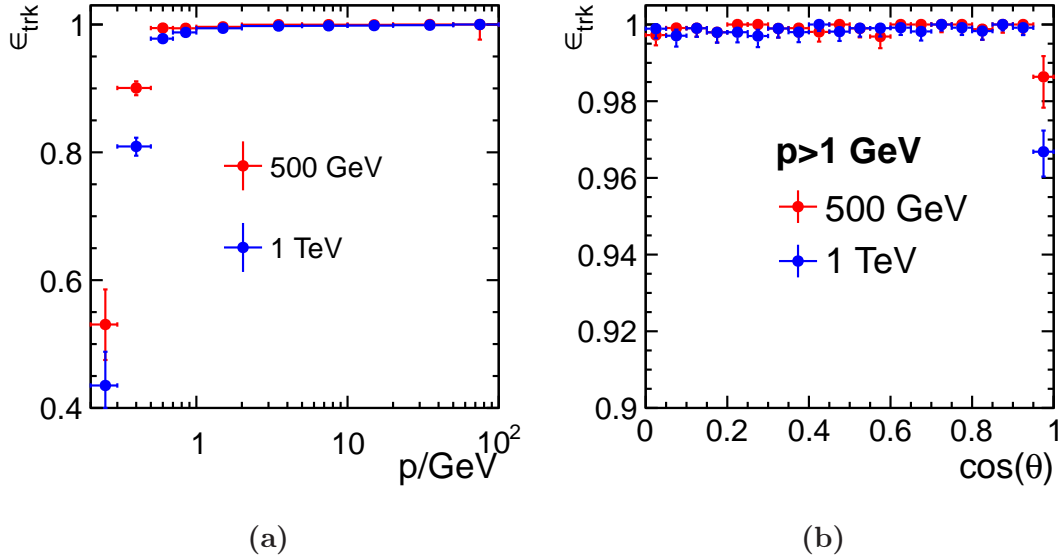 ϵtrk
1
0.8
0.6
0.4
500 GeV
1 TeV
1 10 10²
p/GeV
(a)
ϵtrk
1
0.98
0.96
0.94
0.92
0.9
p>1 GeV
500 GeV
1 TeV
0 0.2 0.4 0.6 0.8 1
cos(θ)
(b)